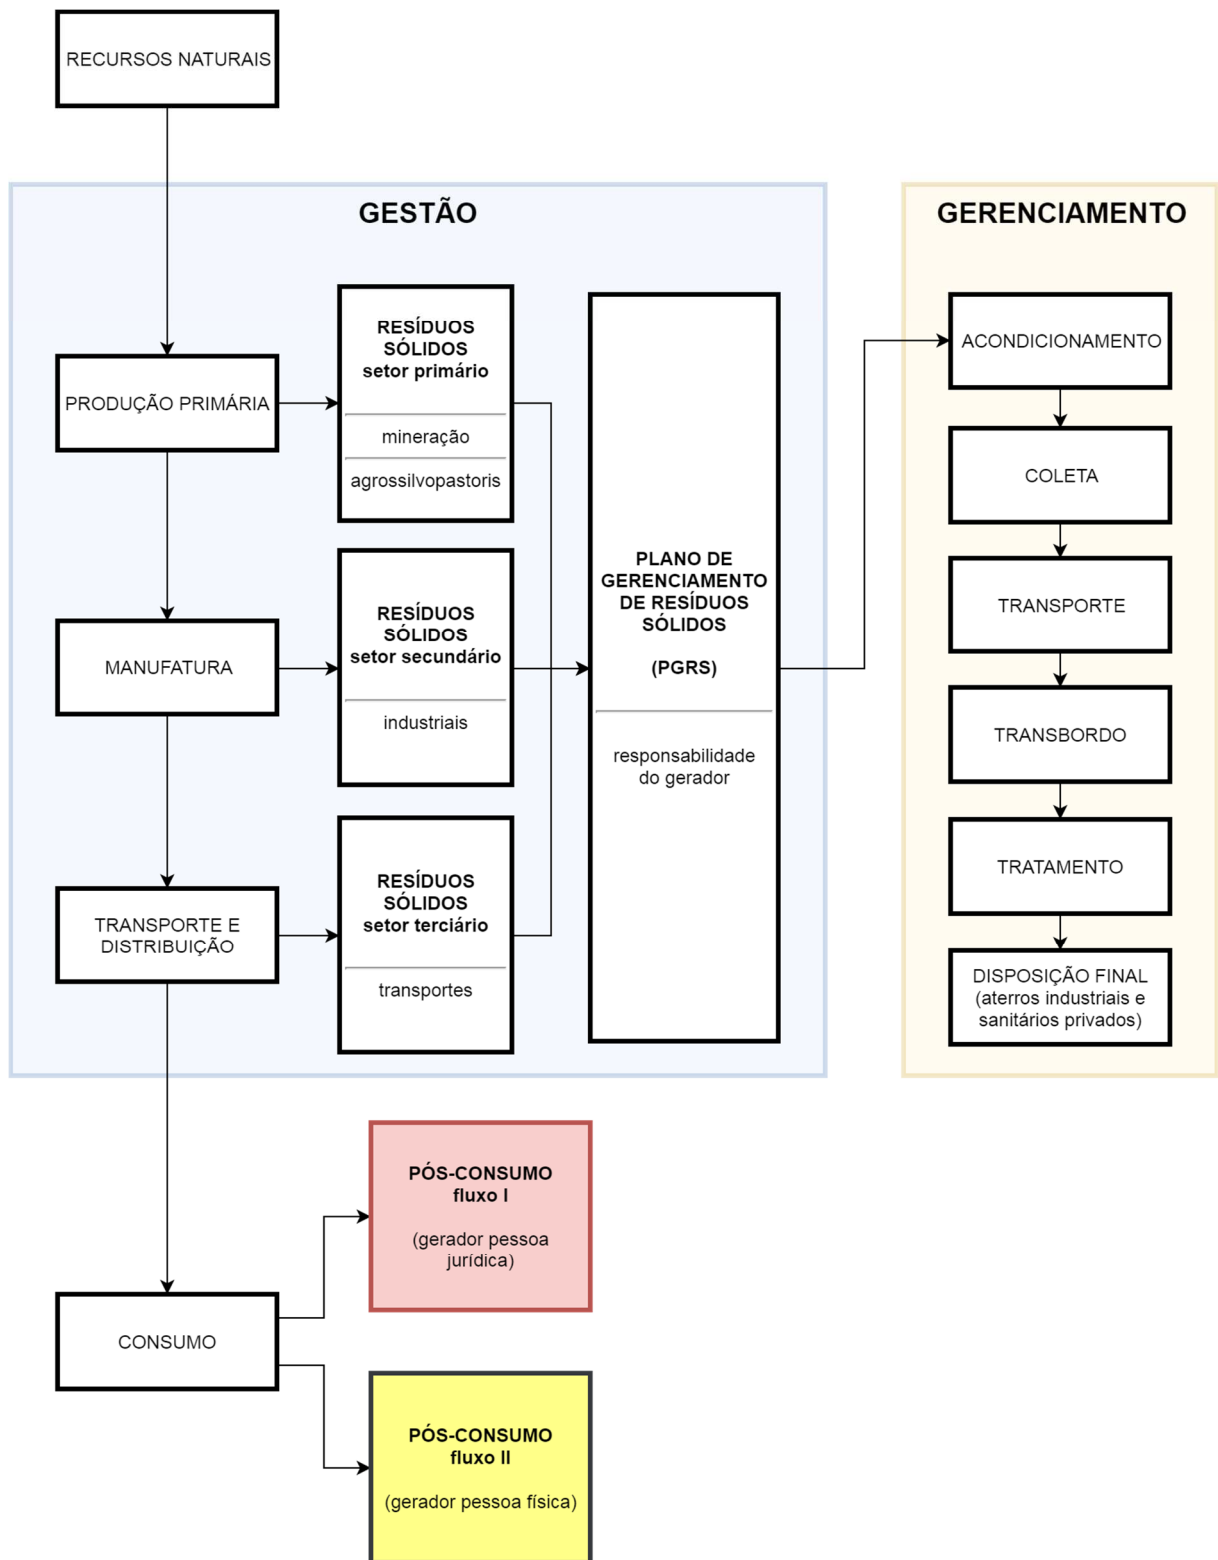 RECURSOS NATURAIS
GESTÃO
PRODUÇÃO PRIMÁRIA
RESÍDUOS
SÓLIDOS
setor primário
mineração
agrossilvopastoris
MANUFATURA
RESÍDUOS
SÓLIDOS
setor secundário
industriais
TRANSPORTE E
DISTRIBUIÇÃO
RESÍDUOS
SÓLIDOS
setor terciário
transportes
PLANO DE
GERENCIAMENTO
DE RESÍDUOS
SÓLIDOS
(PGRS)
responsabilidade
do gerador
GERENCIAMENTO
ACONDICIONAMENTO
COLETA
TRANSPORTE
TRANSBORDO
TRATAMENTO
DISPOSIÇÃO FINAL
(aterros industriais e
sanitários privados)
CONSUMO
PÓS-CONSUMO
fluxo I
(gerador pessoa
jurídica)
PÓS-CONSUMO
fluxo II
(gerador pessoa física)